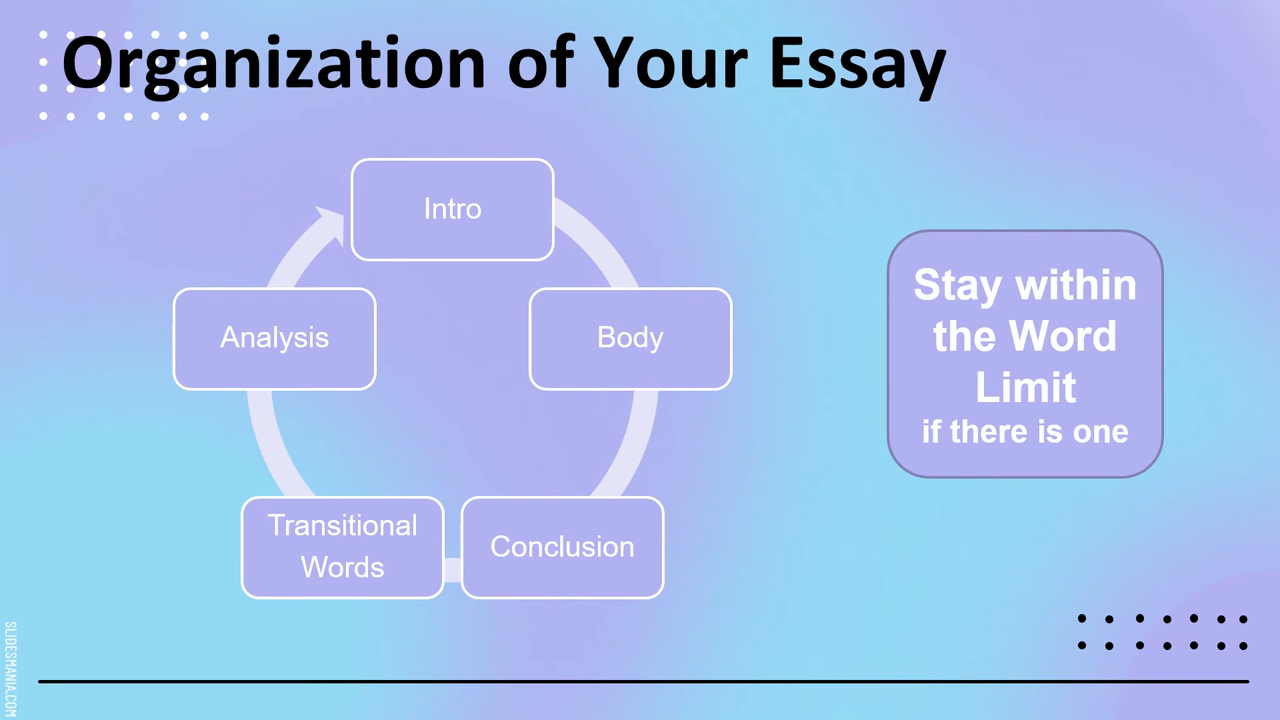 Organization of Your Essay
Intro
Body
Conclusion
Transitional
Words
Analysis
Stay within
the Word
Limit
if there is one
SLIDESMANIA.COM